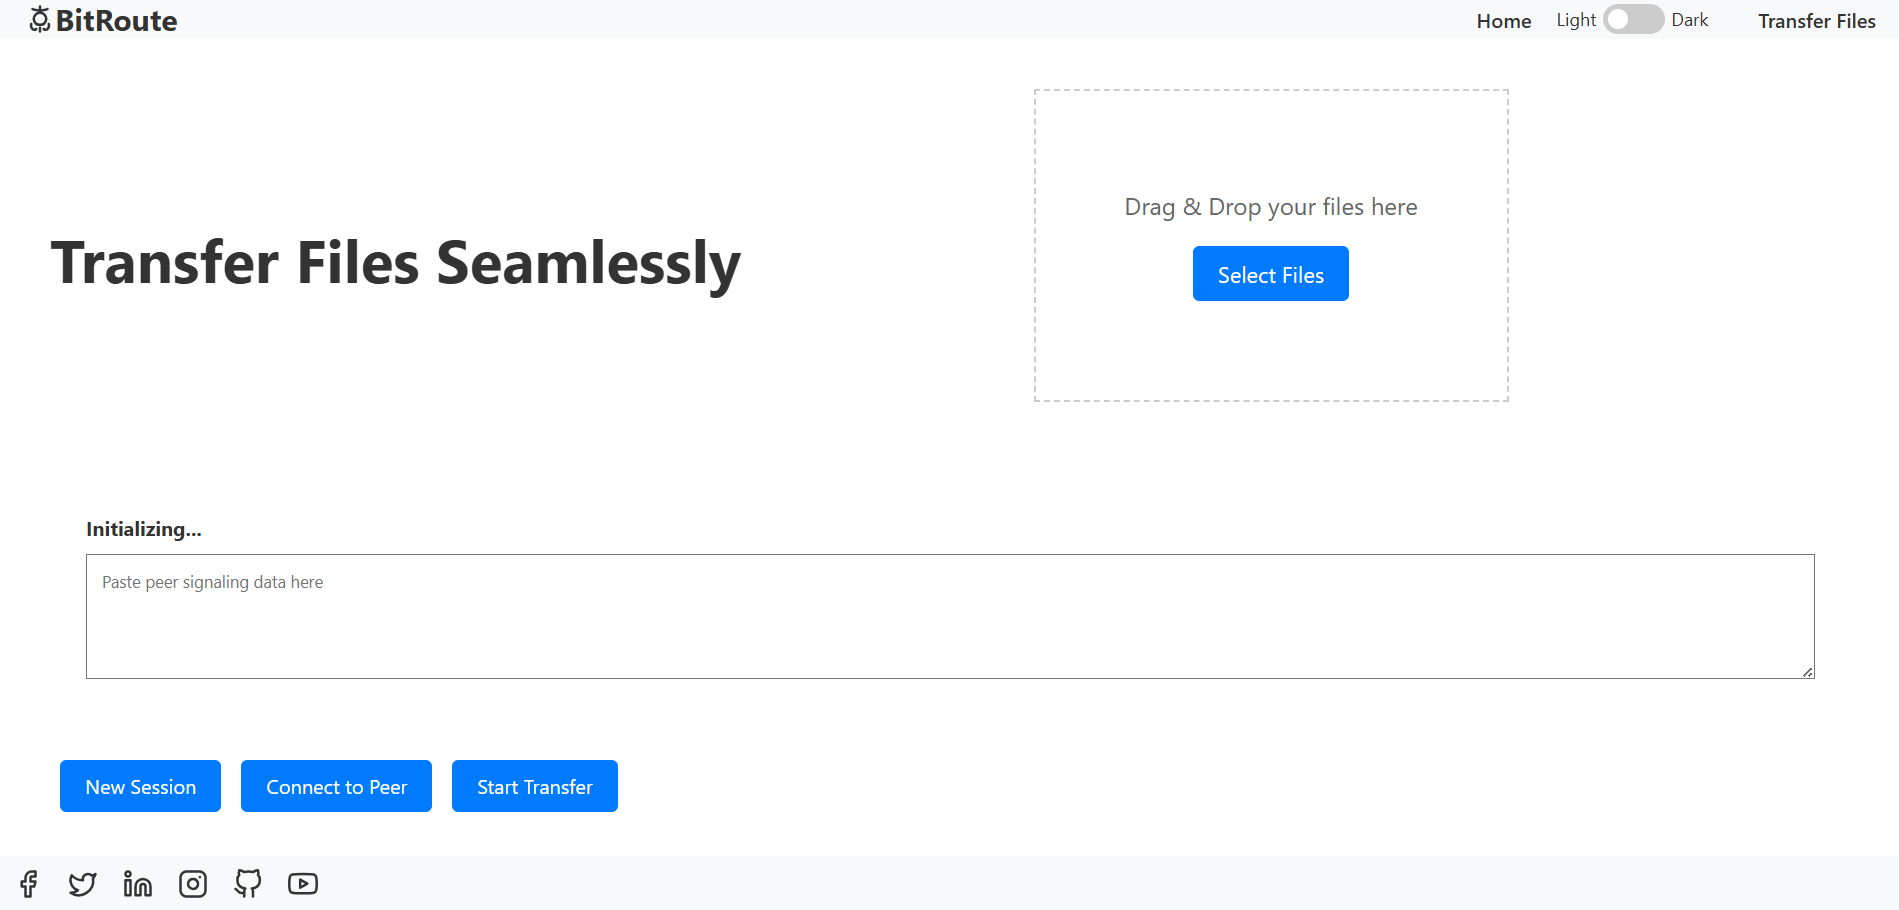 BitRoute
Home Light Dark Transfer Files
Drag & Drop your files here
Select Files
Transfer Files Seamlessly
Initializing...
Paste peer signaling data here
New Session Connect to Peer Start Transfer